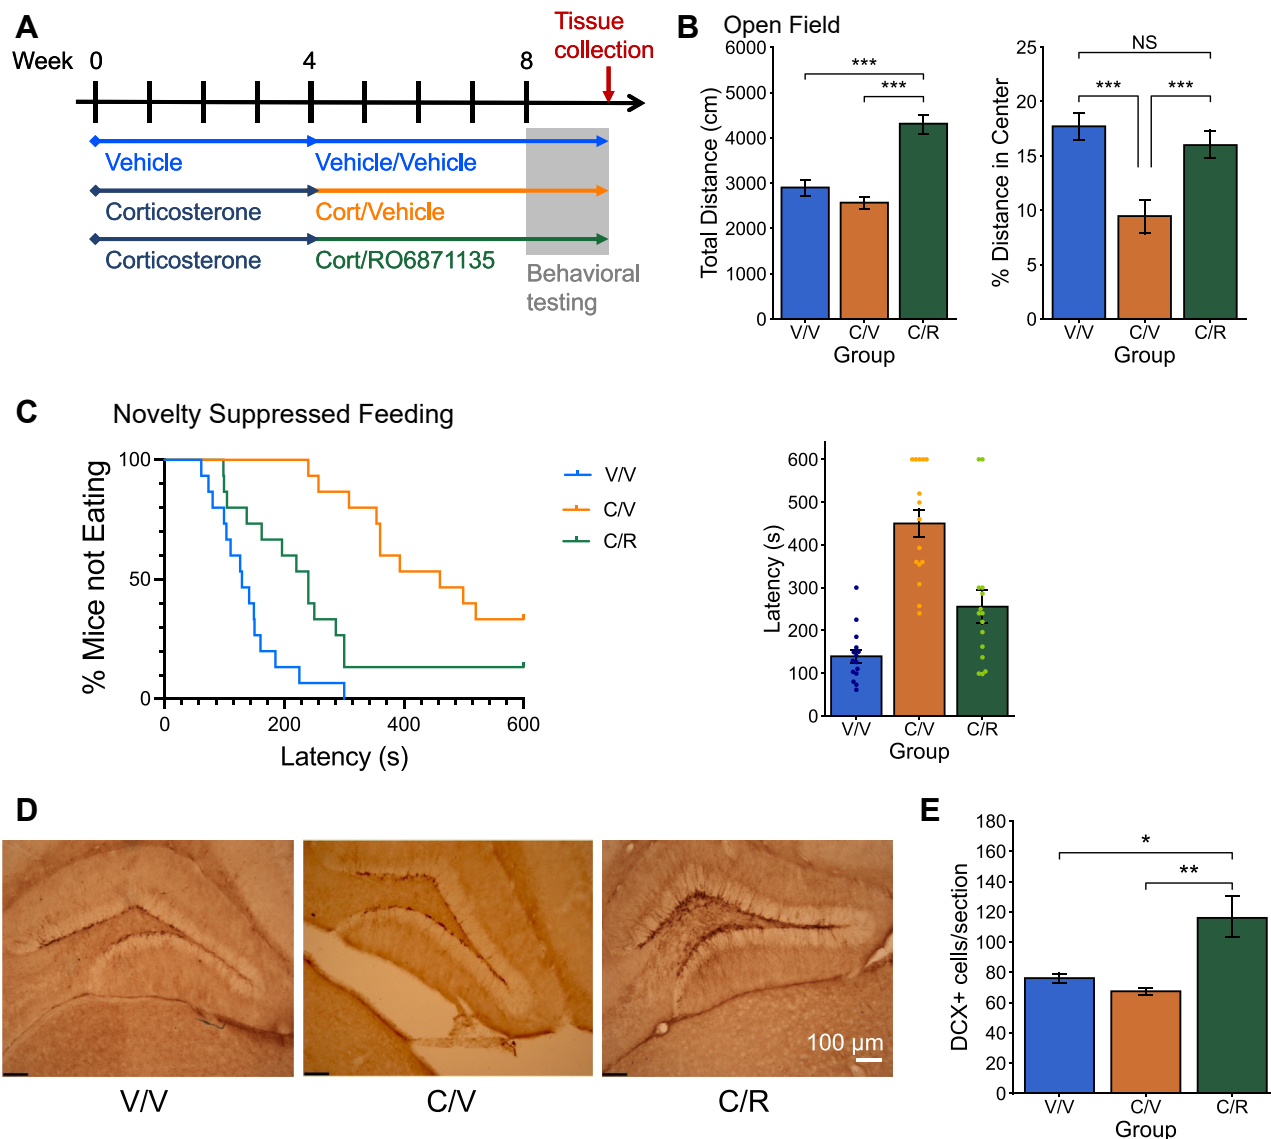 A
Week
0
4
8
Tissue
collection
Vehicle
Vehicle/Vehicle
Corticosterone
Cort/Vehicle
Corticosterone
Cort/RO6871135
Behavioral
testing
B
Open Field
Total Distance (cm)
6000
5000
4000
3000
2000
1000
0
***
***
V/V
C/V
C/R
Group
% Distance in Center
25
20
15
10
5
0
NS
***
***
V/V
C/V
C/R
Group
C
Novelty Suppressed Feeding
% Mice not Eating
100
50
0
0
200
400
600
Latency (s)
V/V
C/V
C/R
Latency (s)
600
500
400
300
200
100
0
V/V
C/V
C/R
Group
D
100 µm
V/V
C/V
C/R
E
DCX+ cells/section
180
160
140
120
100
80
60
40
20
0
*
**
V/V
C/V
C/R
Group